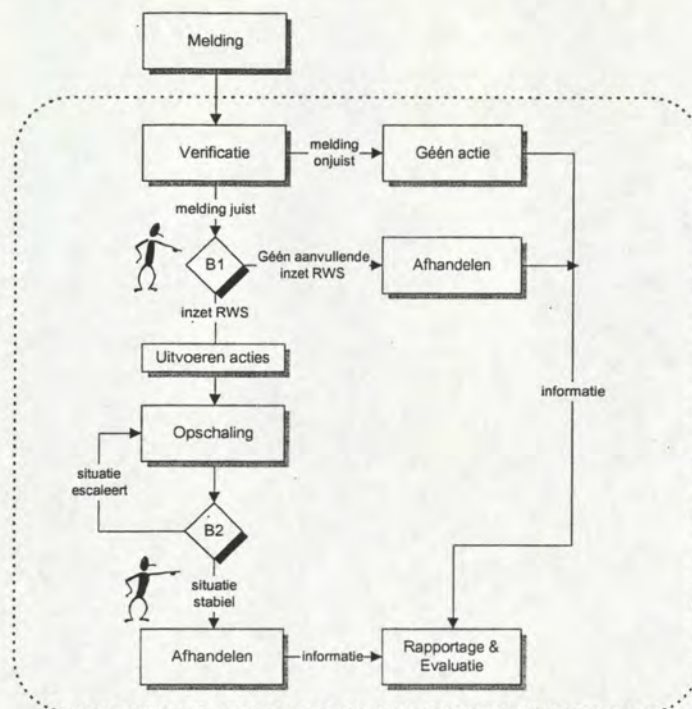 Melding
Verificatie
melding
onjuist
Géén actie
melding juist
B1
Géén aanvullende
inzet RWS
Afhandelen
inzet RWS
Uitvoeren acties
informatie
Opschaling
situatie
escaleert
B2
situatie
stabiel
Afhandelen
informatie
Rapportage &
Evaluatie